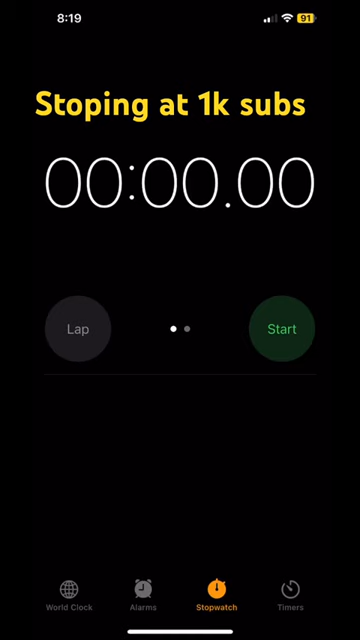 8:19
91
Stoping at 1k subs
00:00.00
Lap
Start
World Clock
Alarms
Stopwatch
Timers